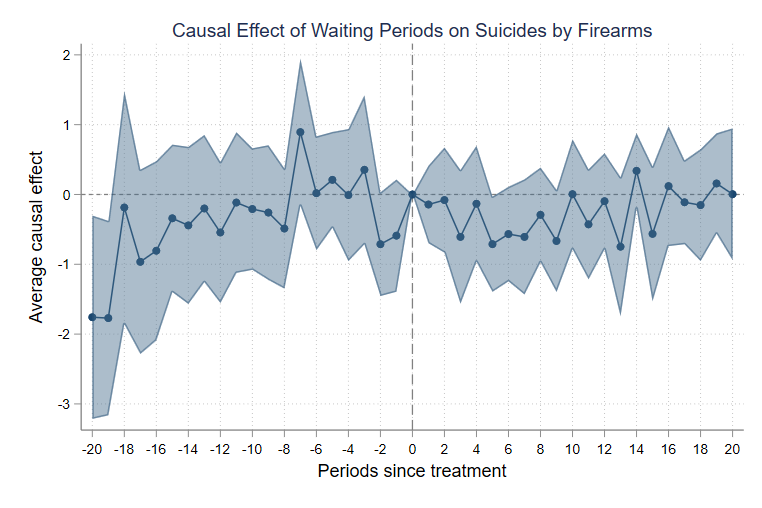 Causal Effect of Waiting Periods on Suicides by Firearms
Average causal effect
2
1
0
-1
-2
-3
-20 -18 -16 -14 -12 -10 -8 -6 -4 -2 0 2 4 6 8 10 12 14 16 18 20
Periods since treatment